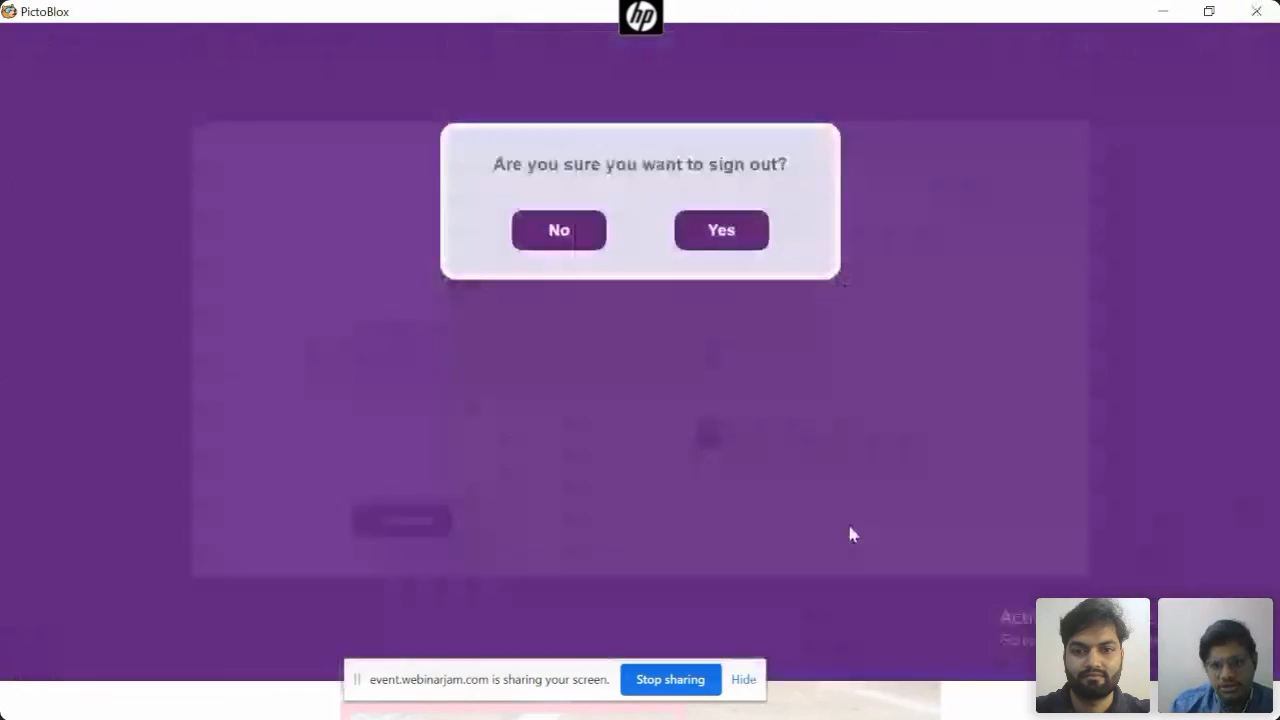 PictoBlox
hp
Are you sure you want to sign out?
No
Yes
event.webinarjam.com is sharing your screen.
Stop sharing
Hide